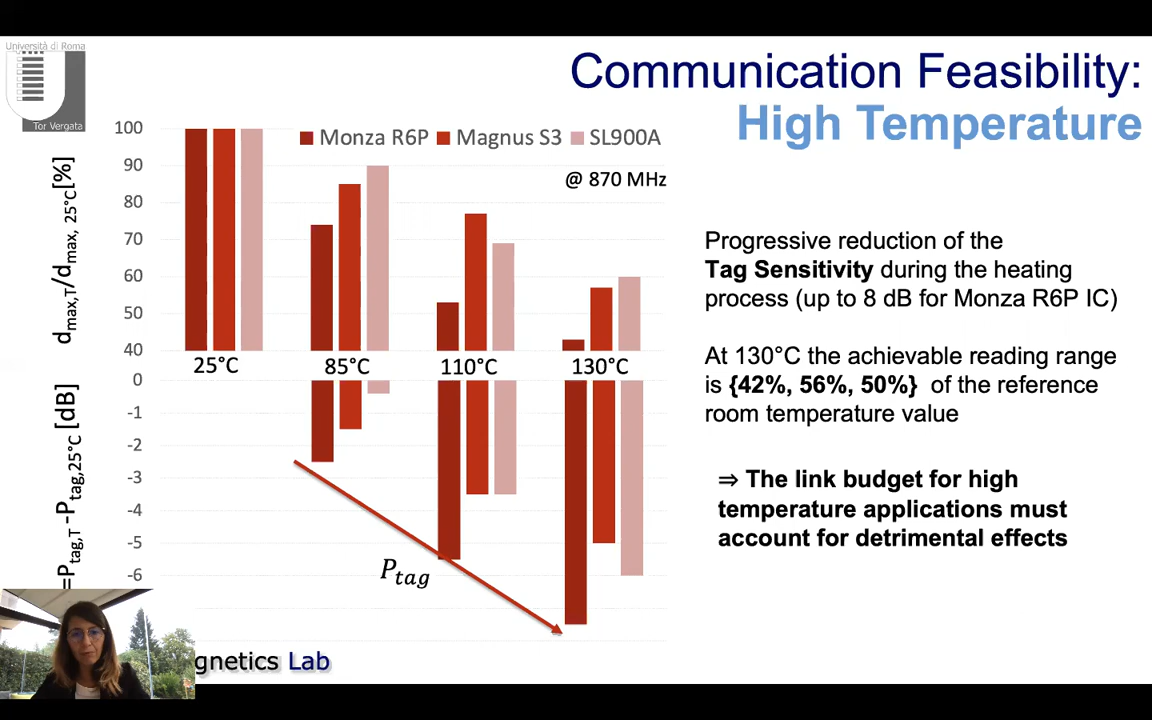 Università di Roma
Tor Vergata
Communication Feasibility:
High Temperature
Monza R6P Magnus S3 SL900A
@ 870 MHz
dmax,T/dmax, 25°C[%]
100
90
80
70
60
50
40
25°C 85°C 110°C 130°C
=Ptag,T -Ptag,25°C [dB]
0
-1
-2
-3
-4
-5
-6
Ptag
Progressive reduction of the
Tag Sensitivity during the heating
process (up to 8 dB for Monza R6P IC)
At 130°C the achievable reading range
is {42%, 56%, 50%} of the reference
room temperature value
⇒ The link budget for high
temperature applications must
account for detrimental effects
Lab